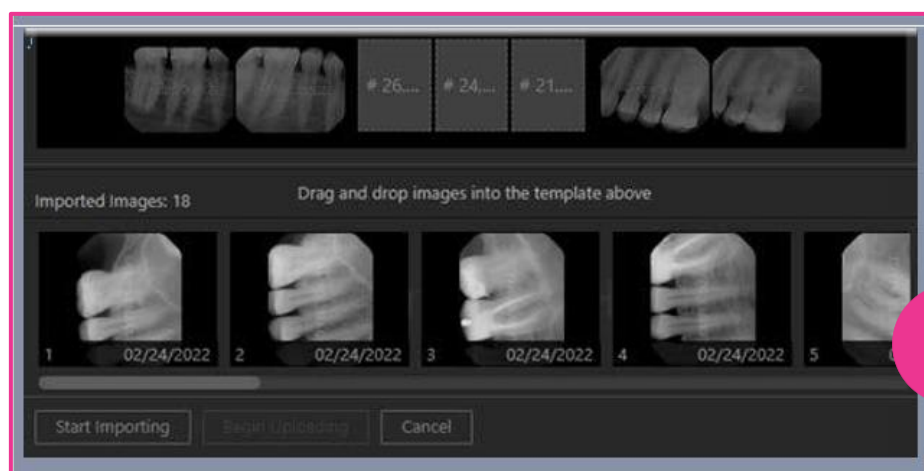 # 26,... # 24,... # 21,...
Imported Images: 18
Drag and drop images into the template above
1 02/24/2022
2 02/24/2022
3 02/24/2022
4 02/24/2022
5
Start Importing
Begin Uploading
Cancel